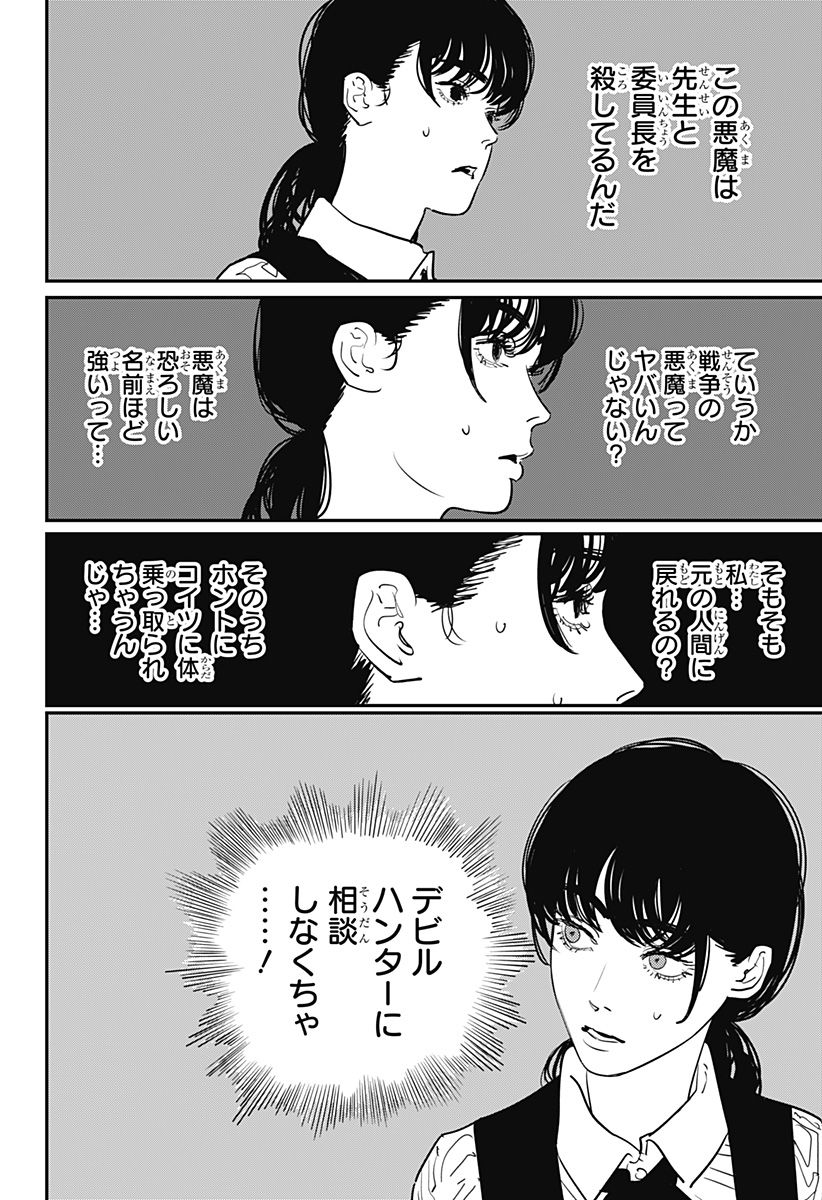 この悪魔は
先生と
委員長を
殺してるんだ
ていうか
戦争の
悪魔って
ヤバいん
じゃない?
悪魔は
恐ろしい
名前ほど
強いって…
そもそも
私…
元の人間に
戻れるの?
そのうち
ホントに
コイツに体
乗っ取られ
ちゃうん
じゃ…
デビル
ハンターに
相談
しなくちゃ
……!